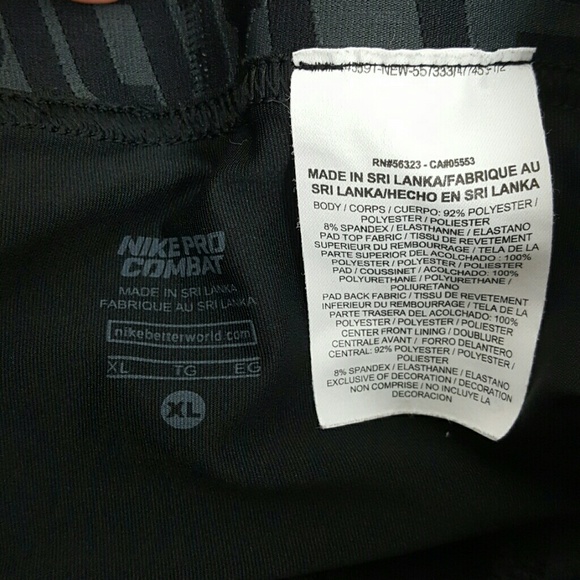 NIKE PRO
COMBAT
MADE IN SRI LANKA
FABRIQUE AU SRI LANKA
nikebetterworld.com
XL TG EG
XL
RN#56323 - CA#05553
MADE IN SRI LANKA/FABRIQUE AU
SRI LANKA/HECHO EN SRI LANKA
BODY / CORPS / CUERPO: 92% POLYESTER /
POLYESTER / POLIESTER
8% SPANDEX / ELASTHANNE / ELASTANO
PAD TOP FABRIC / TISSU DE REVETEMENT
SUPERIEUR DU REMBOURRAGE / TELA DE LA
PARTE SUPERIOR DEL ACOLCHADO : 100%
POLYESTER / POLYESTER / POLIESTER
PAD / COUSSINET / ACOLCHADO : 100%
POLYURETHANE / POLYURETHANE /
POLIURETANO
PAD BACK FABRIC / TISSU DE REVETEMENT
INFERIEUR DU REMBOURRAGE / TELA DE LA
PARTE TRASERA DEL ACOLCHADO: 100%
POLYESTER / POLYESTER / POLIESTER
CENTER FRONT LINING / DOUBLURE
CENTRALE AVANT / FORRO DELANTERO
CENTRAL: 92% POLYESTER / POLYESTER /
POLIESTER
8% SPANDEX / ELASTHANNE / ELASTANO
EXCLUSIVE OF DECORATION / DECORATION
NON COMPRISE / NO INCLUYE LA
DECORACION